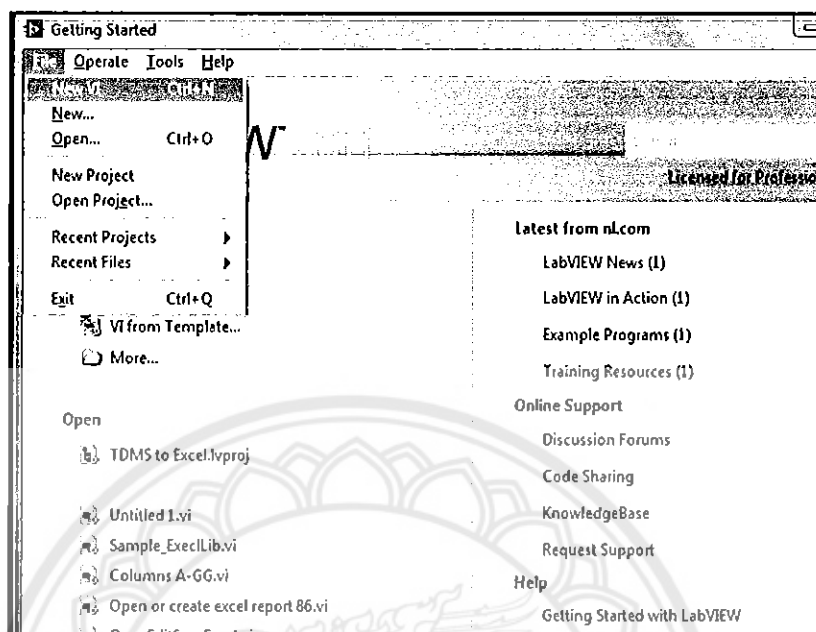 Getting Started
File Operate Tools Help
New VI Ctrl+N
New...
Open... Ctrl+O
New Project
Open Project...
Recent Projects
Recent Files
Exit Ctrl+Q
VI from Template...
More...
Open
TDMS to Excel.lvproj
Untitled 1.vi
Sample_ExeclLib.vi
Columns A-GG.vi
Open or create excel report 86.vi
Licensed for Professio
Latest from ni.com
LabVIEW News (1)
LabVIEW in Action (1)
Example Programs (1)
Training Resources (1)
Online Support
Discussion Forums
Code Sharing
KnowledgeBase
Request Support
Help
Getting Started with LabVIEW